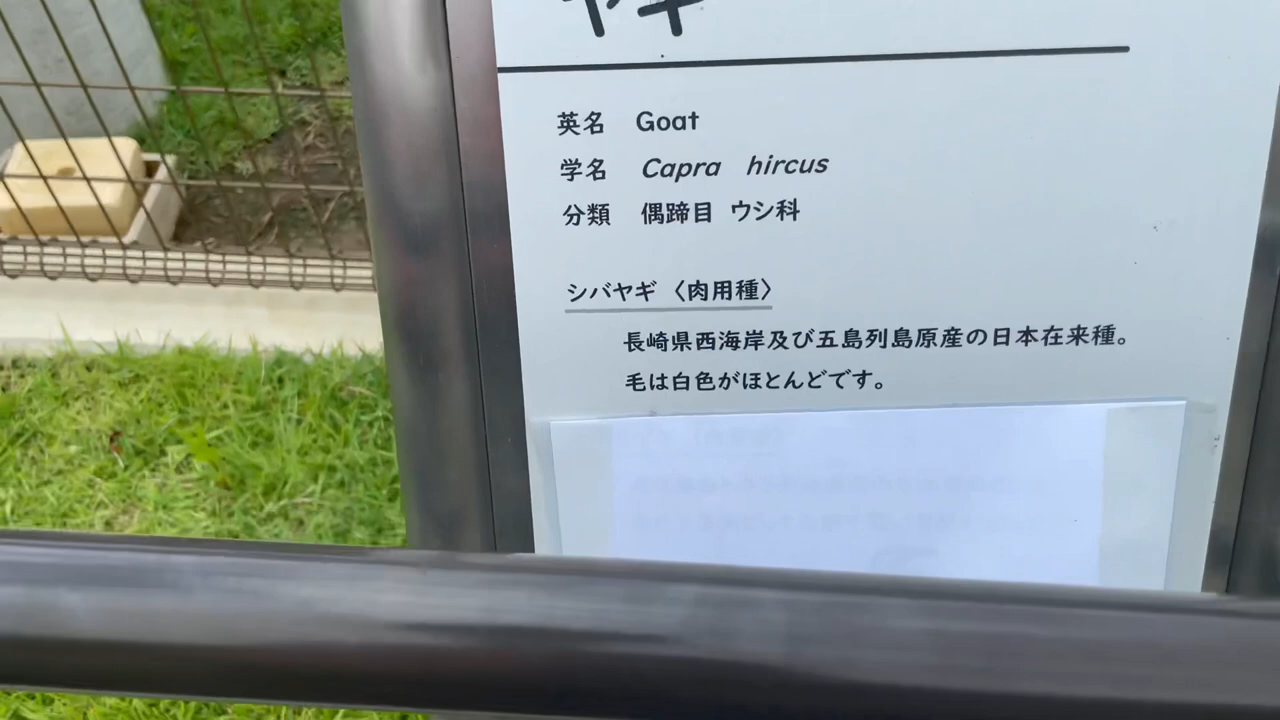 ヤギ
英名 Goat
学名 Capra hircus
分類 偶蹄目 ウシ科
シバヤギ〈肉用種〉
長崎県西海岸及び五島列島原産の日本在来種。
毛は白色がほとんどです。